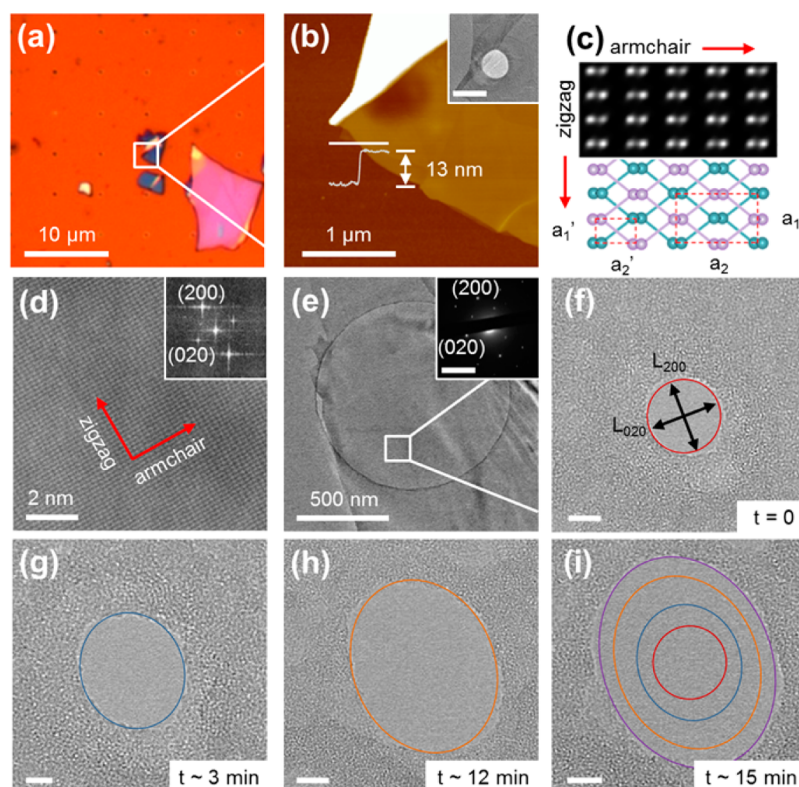 (a)
10 µm
(b)
13 nm
1 µm
(c)
armchair
zigzag
a₁'
a₂'
a₂
a₁
(d)
(200)
(020)
zigzag
armchair
2 nm
(e)
(200)
(020)
500 nm
(f)
L₂₀₀
L₀₂₀
t = 0
(g)
t ~ 3 min
(h)
t ~ 12 min
(i)
t ~ 15 min